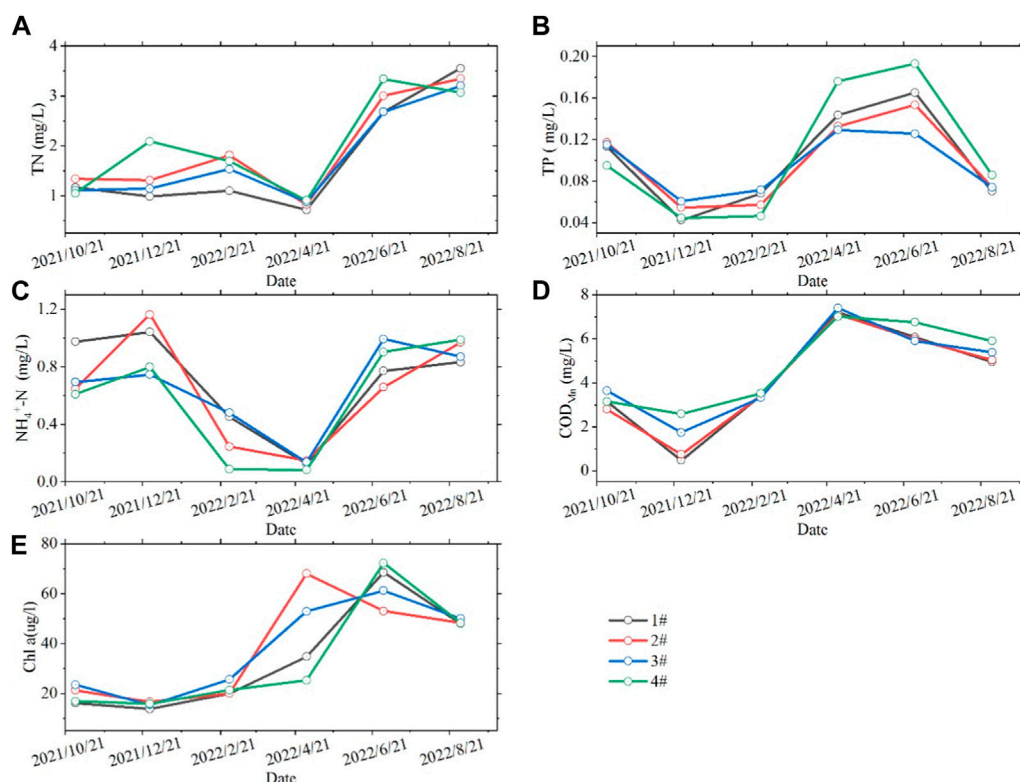 A
TN (mg/L)
4
3
2
1
2021/10/21 2021/12/21 2022/2/21 2022/4/21 2022/6/21 2022/8/21
Date
B
TP ( mg/L)
0.20
0.16
0.12
0.08
0.04
2021/10/21 2021/12/21 2022/2/21 2022/4/21 2022/6/21 2022/8/21
Date
C
NH₄⁺-N (mg/L)
1.2
0.8
0.4
0.0
2021/10/21 2021/12/21 2022/2/21 2022/4/21 2022/6/21 2022/8/21
Date
D
COD_Mn (mg/L)
8
6
4
2
0
2021/10/21 2021/12/21 2022/2/21 2022/4/21 2022/6/21 2022/8/21
Date
E
Chl a(ug/l)
80
60
40
20
2021/10/21 2021/12/21 2022/2/21 2022/4/21 2022/6/21 2022/8/21
Date
1#
2#
3#
4#